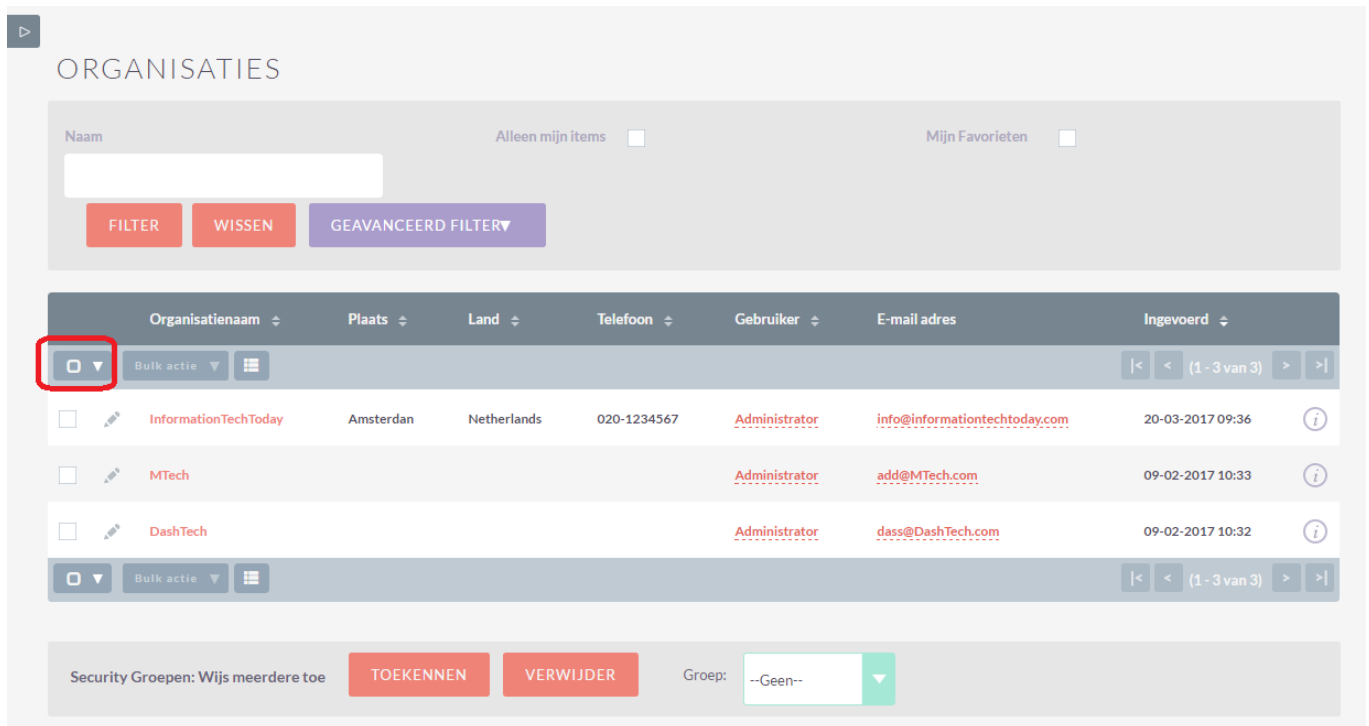 ORGANISATIES
Naam Alleen mijn items Mijn Favorieten
FILTER WISSEN GEAVANCEERD FILTER
Organisatienaam Plaats Land Telefoon Gebruiker E-mail adres Ingevoerd
Bulk actie (1 - 3 van 3)
InformationTechToday Amsterdan Netherlands 020-1234567 Administrator info@informationtechtoday.com 20-03-2017 09:36
MTech Administrator add@MTech.com 09-02-2017 10:33
DashTech Administrator dass@DashTech.com 09-02-2017 10:32
Bulk actie (1 - 3 van 3)
Security Groepen: Wijs meerdere toe TOEKENNEN VERWIJDER Groep: --Geen--